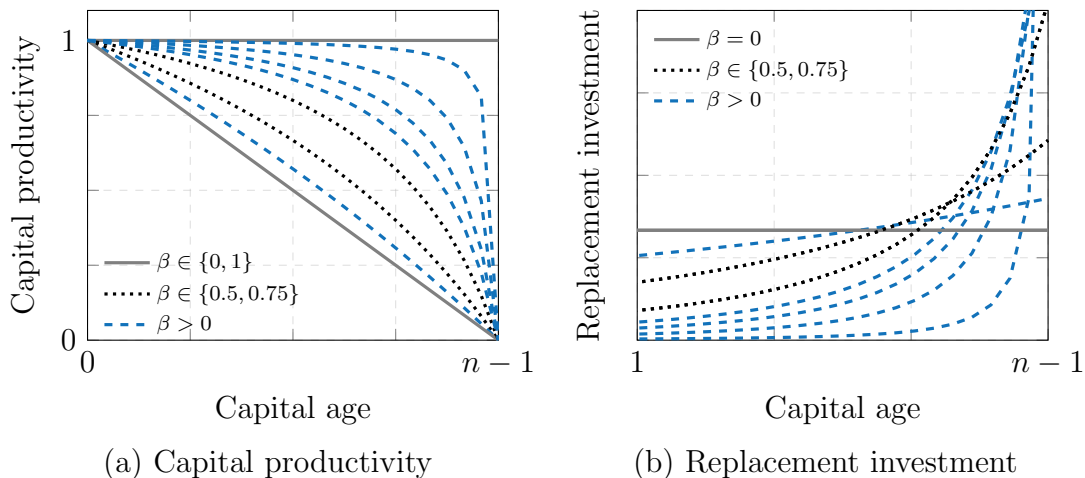 Capital productivity
1
0
β ∈ {0, 1}
β ∈ {0.5, 0.75}
β > 0
0
n − 1
Capital age
(a) Capital productivity
Replacement investment
β = 0
β ∈ {0.5, 0.75}
β > 0
1
n − 1
Capital age
(b) Replacement investment